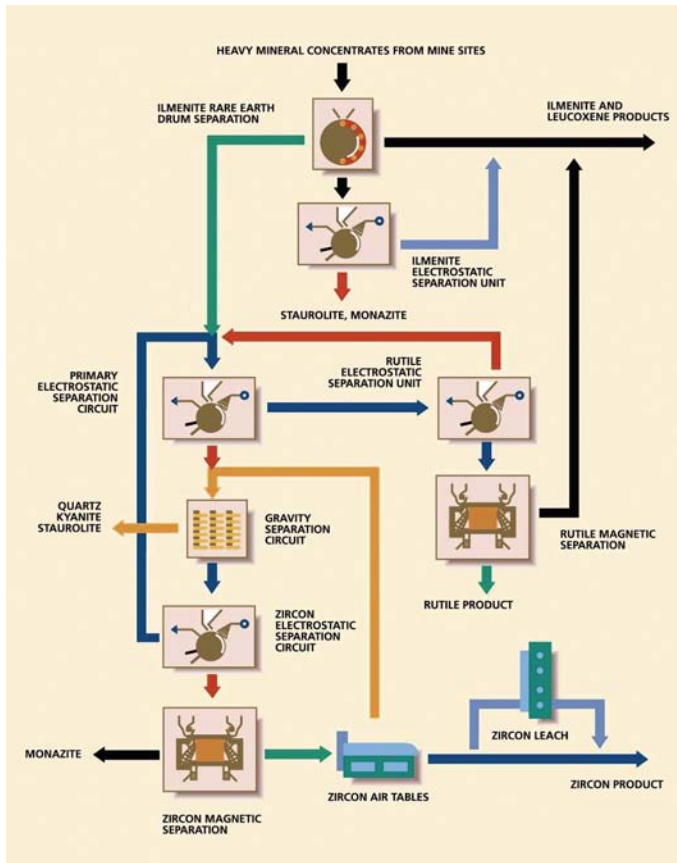 HEAVY MINERAL CONCENTRATES FROM MINE SITES
ILMENITE RARE EARTH
DRUM SEPARATION
ILMENITE AND
LEUCOXENE PRODUCTS
ILMENITE
ELECTROSTATIC
SEPARATION UNIT
STAUROLITE, MONAZITE
PRIMARY
ELECTROSTATIC
SEPARATION
CIRCUIT
RUTILE
ELECTROSTATIC
SEPARATION UNIT
QUARTZ
KYANITE
STAUROLITE
GRAVITY
SEPARATION
CIRCUIT
RUTILE MAGNETIC
SEPARATION
RUTILE PRODUCT
ZIRCON
ELECTROSTATIC
SEPARATION
CIRCUIT
ZIRCON LEACH
MONAZITE
ZIRCON AIR TABLES
ZIRCON PRODUCT
ZIRCON MAGNETIC
SEPARATION